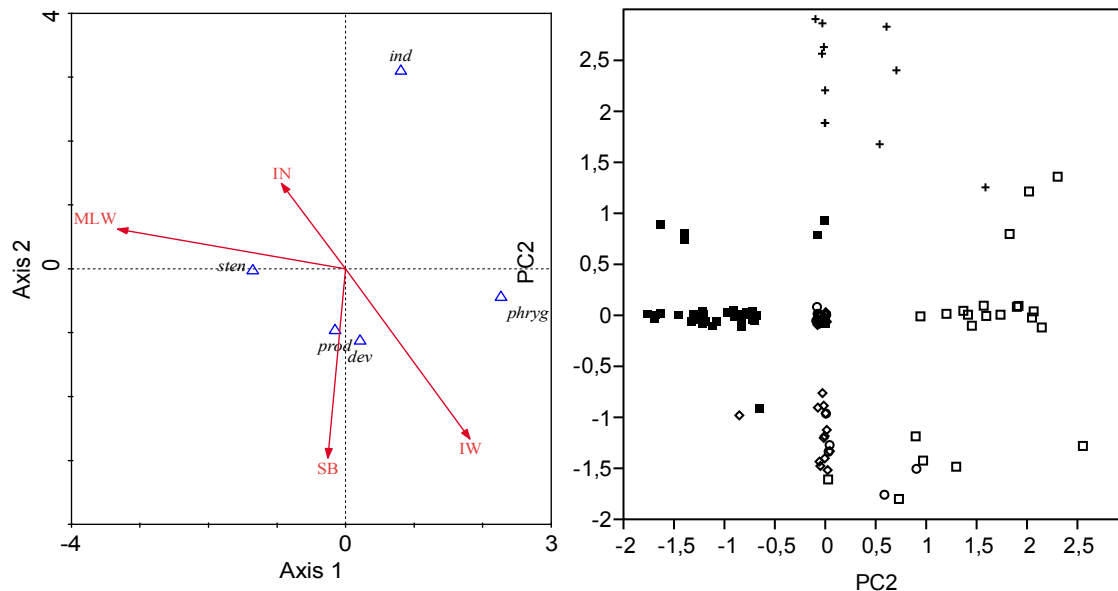 4
ind
IN
MLW
Axis 2
0
sten
phryg
prod
dev
SB
IW
-4
0
3
Axis 1
PC2
2,5
2
1,5
1
0,5
0
-0,5
-1
-1,5
-2
-2 -1,5 -1 -0,5 0 0,5 1 1,5 2 2,5
PC2